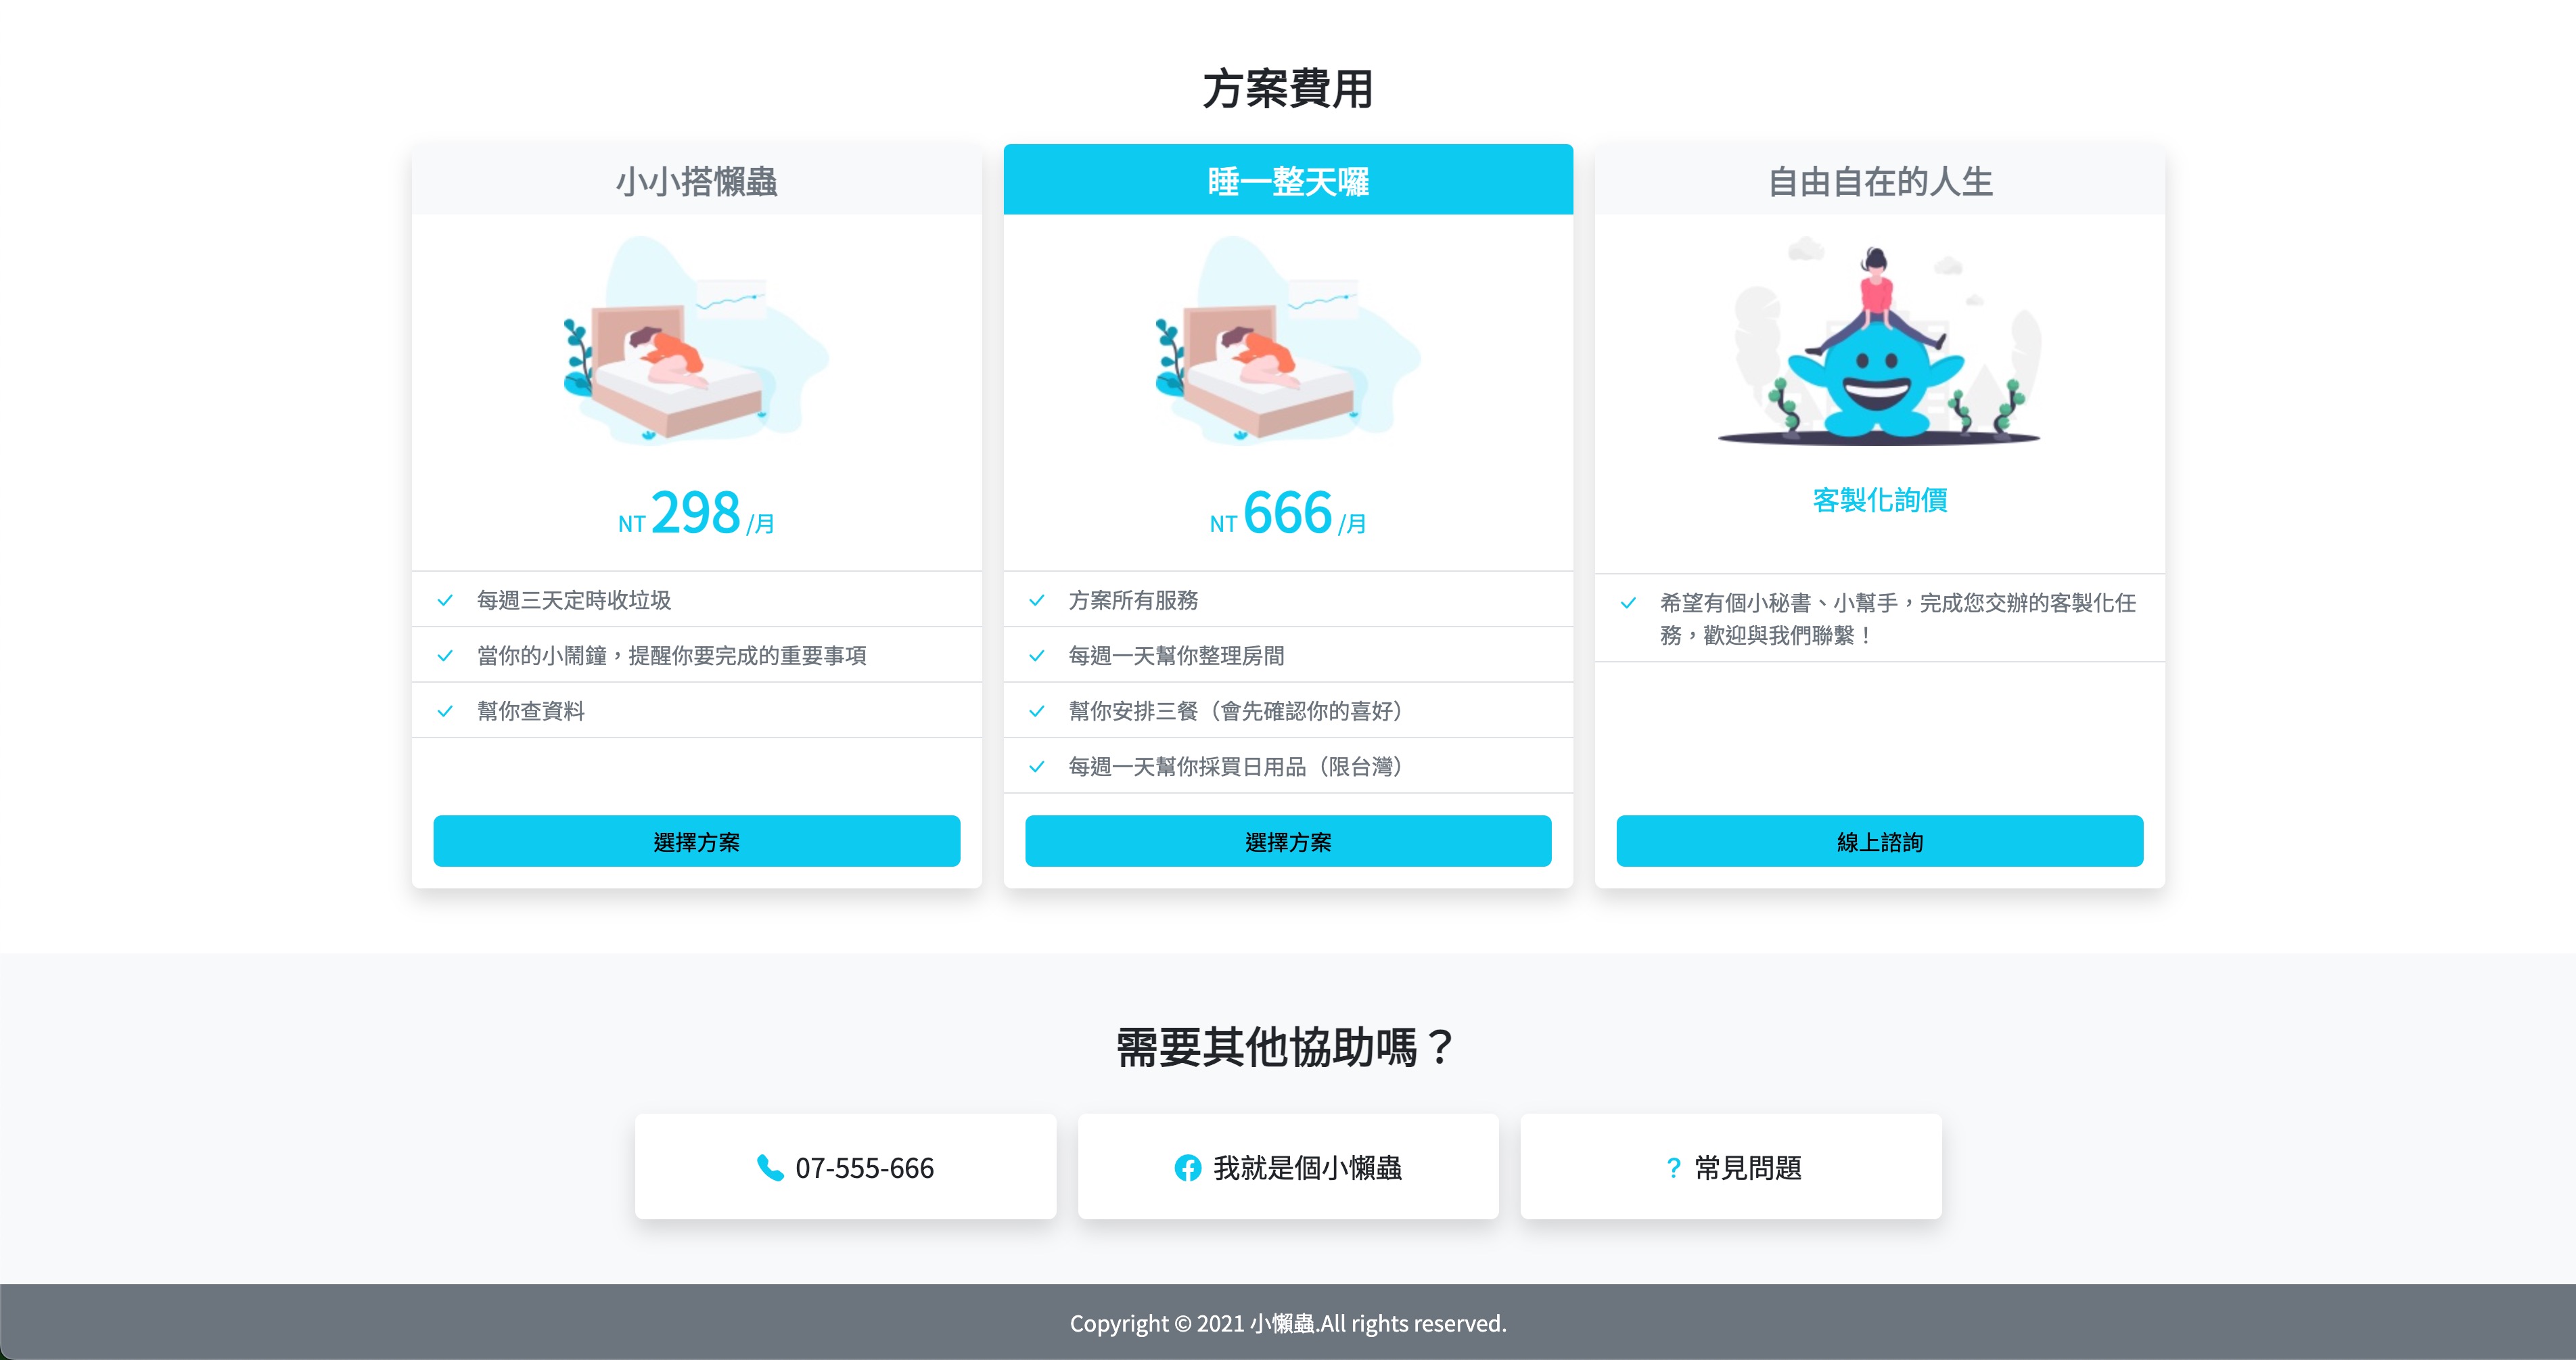 方案費用
小小搭懶蟲
NT 298 /月
每週三天定時收垃圾
當你的小鬧鐘，提醒你要完成的重要事項
幫你查資料
選擇方案
睡一整天囉
NT 666 /月
方案所有服務
每週一天幫你整理房間
幫你安排三餐（會先確認你的喜好）
每週一天幫你採買日用品（限台灣）
選擇方案
自由自在的人生
客製化詢價
希望有個小秘書、小幫手，完成您交辦的客製化任
務，歡迎與我們聯繫！
線上諮詢
需要其他協助嗎？
07-555-666
我就是個小懶蟲
? 常見問題
Copyright © 2021 小懶蟲.All rights reserved.